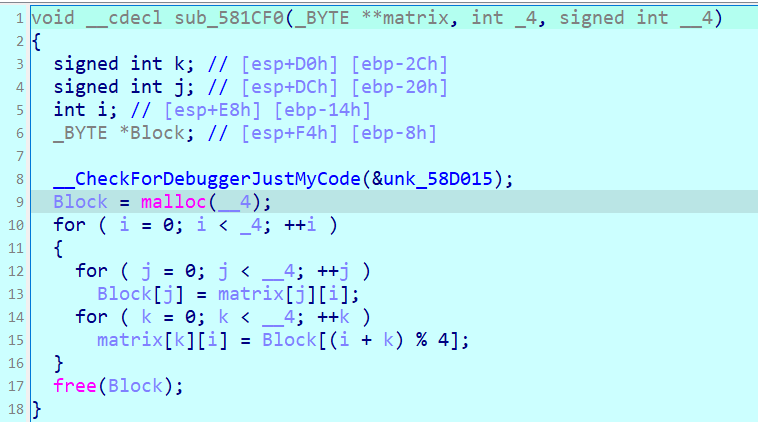 1 void __cdecl sub_581CF0(_BYTE **matrix, int _4, signed int __4)
2 {
3   signed int k; // [esp+D0h] [ebp-2Ch]
4   signed int j; // [esp+DCh] [ebp-20h]
5   int i; // [esp+E8h] [ebp-14h]
6   _BYTE *Block; // [esp+F4h] [ebp-8h]
7
8   __CheckForDebuggerJustMyCode(&unk_58D015);
9   Block = malloc(__4);
10   for ( i = 0; i < _4; ++i )
11   {
12     for ( j = 0; j < __4; ++j )
13       Block[j] = matrix[j][i];
14     for ( k = 0; k < __4; ++k )
15       matrix[k][i] = Block[(i + k) % 4];
16   }
17   free(Block);
18 }